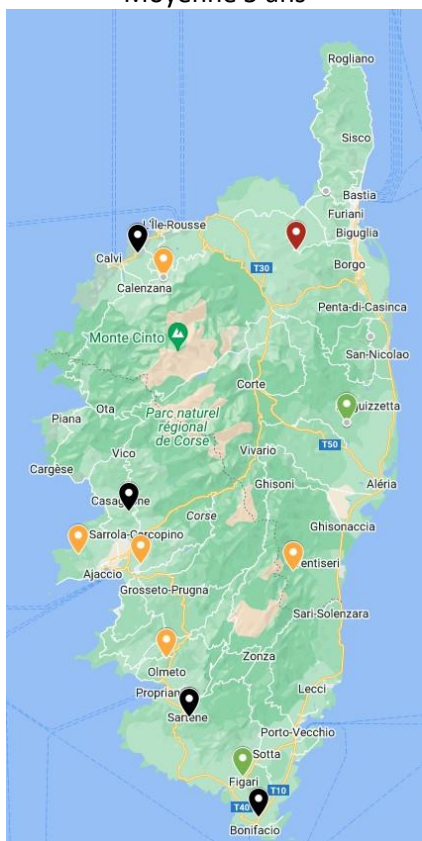 Moyenne 5 ans
Rogliano
Sisco
Bastia
L'Île-Rousse
Furiani
Biguglia
Calvi
Borgo
T30
Calenzana
Penta-di-Casinca
Monte Cinto
San-Nicolao
Corte
Ota
Piana
Parc naturel
régional
de Corse
T50
Vico
Vivario
Cargèse
Ghisoni
Aléria
Corse
Ghisonaccia
Sarrola-Carcopino
Ajaccio
Grosseto-Prugna
Sari-Solenzara
Zonza
Olmeto
Lecci
Sartène
Porto-Vecchio
Sotta
Figari
T10
T40
Bonifacio